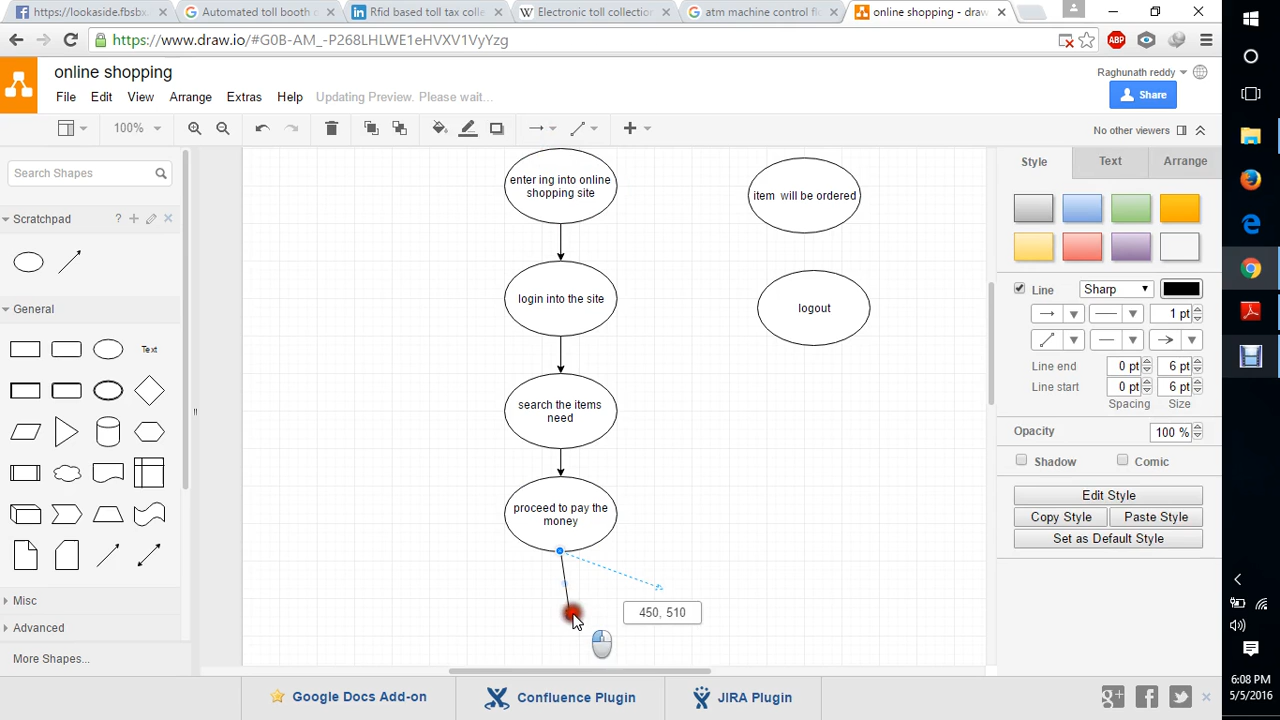 https://lookaside.fbsbx.
Automated toll booth o
Rfid based toll tax colle
Electronic toll collection
atm machine control flo
online shopping - draw.
https://www.draw.io/#G0B-AM_-P268LHLWE1eHVXV1VyYzg
ABP
online shopping
Raghunath reddy
File Edit View Arrange Extras Help Updating Preview. Please wait...
Share
100%
No other viewers
Search Shapes
Style Text Arrange
Scratchpad ?
General
Text
Misc
Advanced
More Shapes...
enter ing into online
shopping site
login into the site
search the items
need
proceed to pay the
money
item will be ordered
logout
450, 510
Line Sharp
1 pt
Line end 0 pt 6 pt
Line start 0 pt 6 pt
Spacing Size
Opacity 100 %
Shadow Comic
Edit Style
Copy Style Paste Style
Set as Default Style
Google Docs Add-on Confluence Plugin JIRA Plugin
6:08 PM
5/5/2016